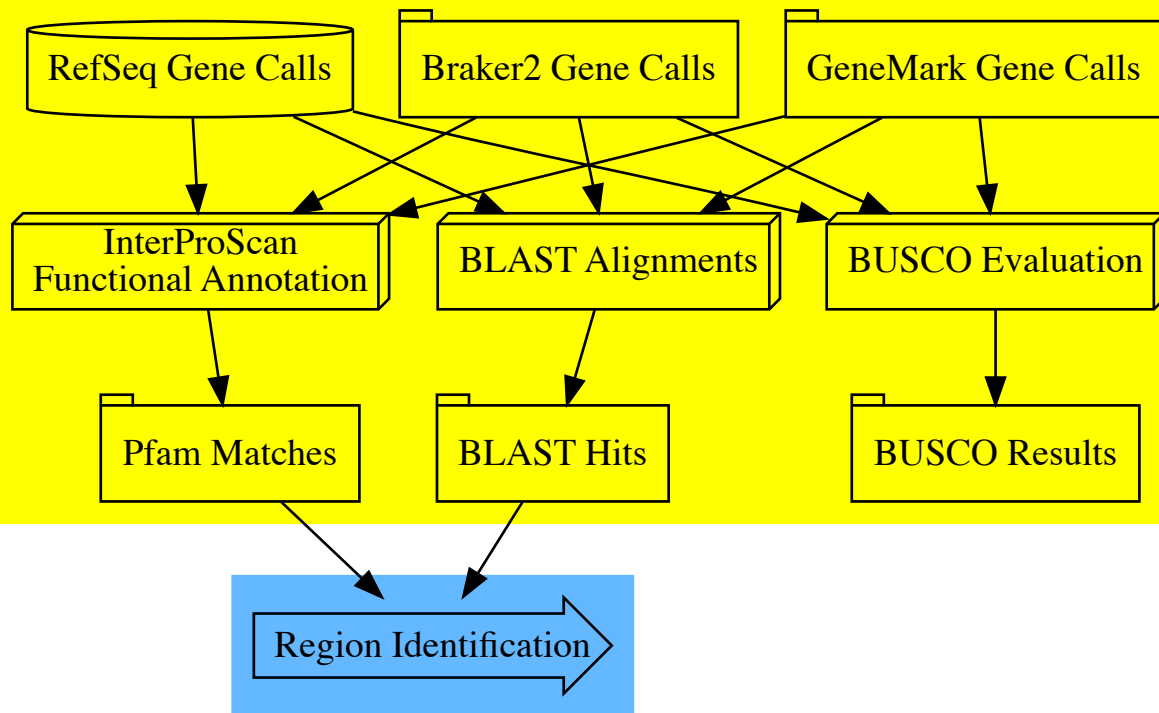 RefSeq Gene Calls
Braker2 Gene Calls
GeneMark Gene Calls
InterProScan
Functional Annotation
BLAST Alignments
BUSCO Evaluation
Pfam Matches
BLAST Hits
BUSCO Results
Region Identification